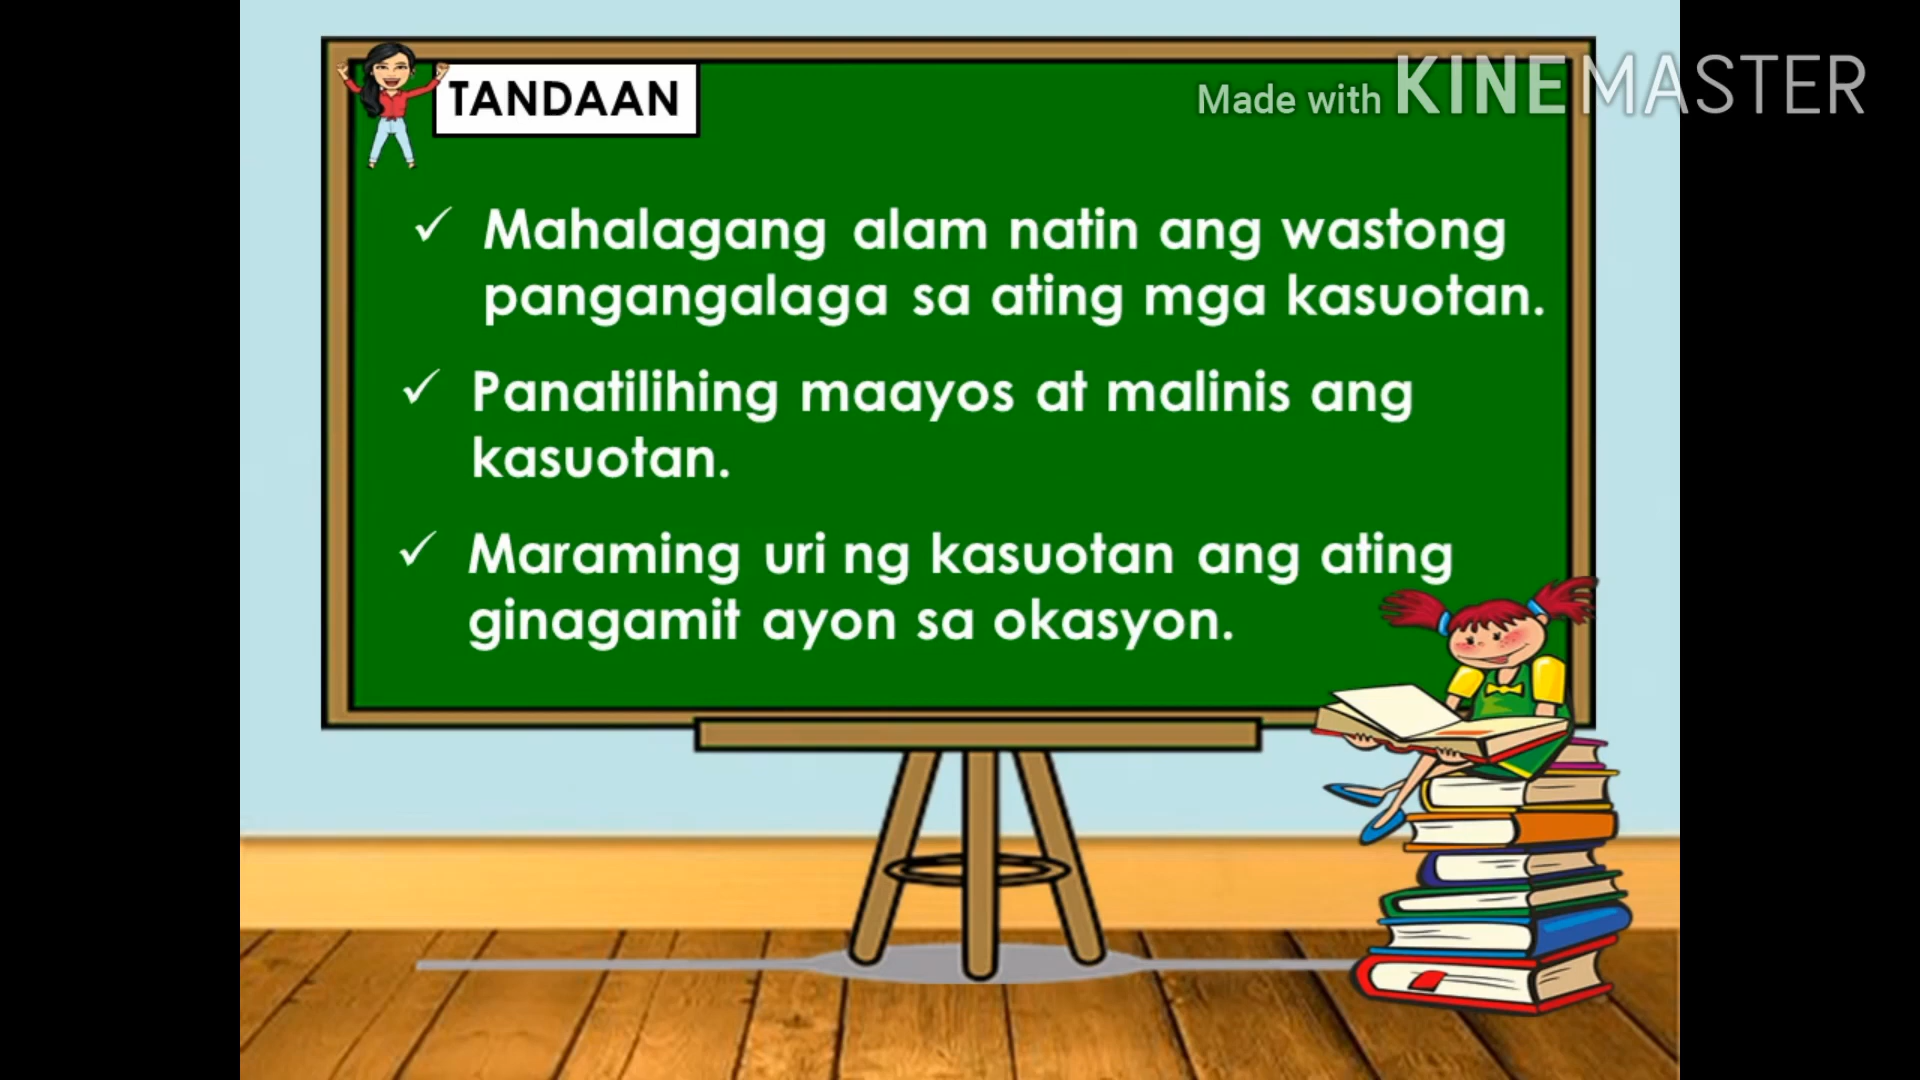 TANDAAN
Made with KINEMASTER
✓ Mahalagang alam natin ang wastong
pangangalaga sa ating mga kasuotan.
✓ Panatilihing maayos at malinis ang
kasuotan.
✓ Maraming uri ng kasuotan ang ating
ginagamit ayon sa okasyon.